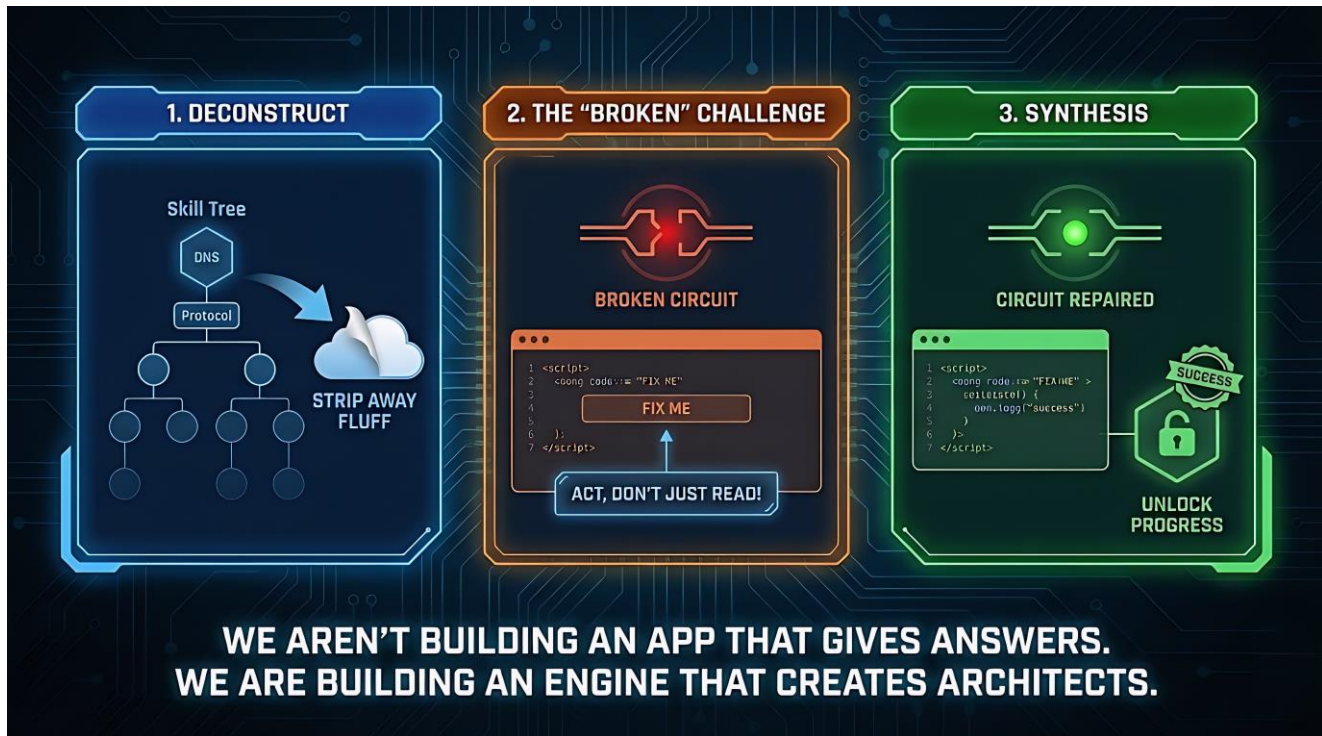 1. DECONSTRUCT
Skill Tree
DNS
Protocol
STRIP AWAY
FLUFF
2. THE “BROKEN” CHALLENGE
BROKEN CIRCUIT
1 <script>
2 "FIX ME"
3
4 FIX ME
5
6 );
7 </script>
ACT, DON'T JUST READ!
3. SYNTHESIS
CIRCUIT REPAIRED
1 <script>
2 >
3 {
4 ("success")
5 )
6 )>
7 </script>
SUCCESS
UNLOCK
PROGRESS
WE AREN'T BUILDING AN APP THAT GIVES ANSWERS.
WE ARE BUILDING AN ENGINE THAT CREATES ARCHITECTS.